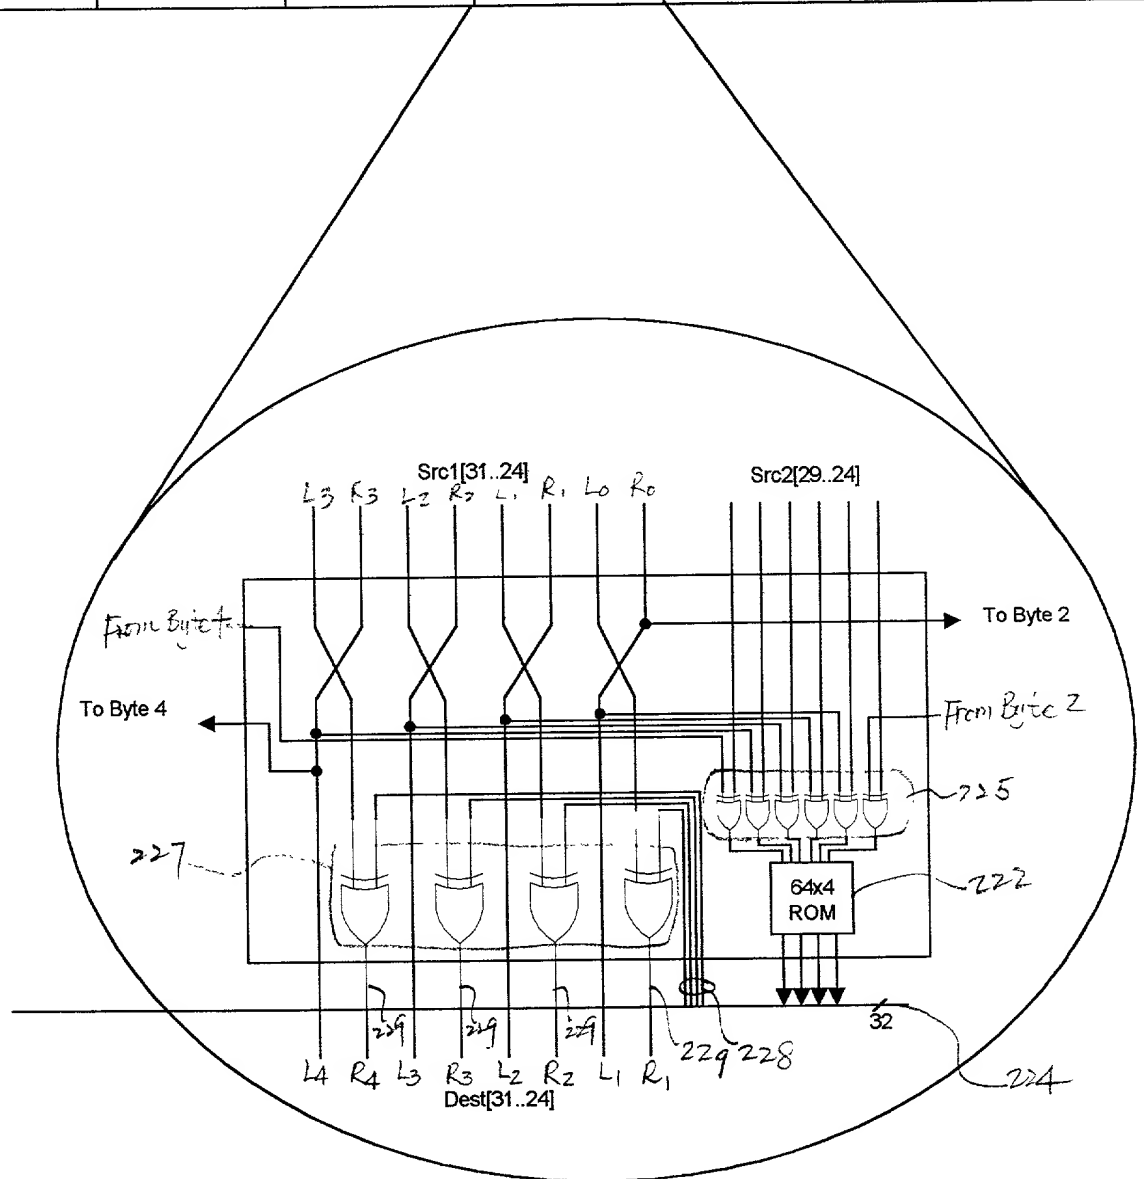 Src1[31..24]
Src2[29..24]
L3 R3 L2 R2 L1 R1 L0 R0
From Byte 4
To Byte 2
To Byte 4
From Byte 2
225
227
64x4
ROM
222
32
229 229 229 229 228
L4 R4 L3 R3 L2 R2 L1 R1
224
Dest[31..24]